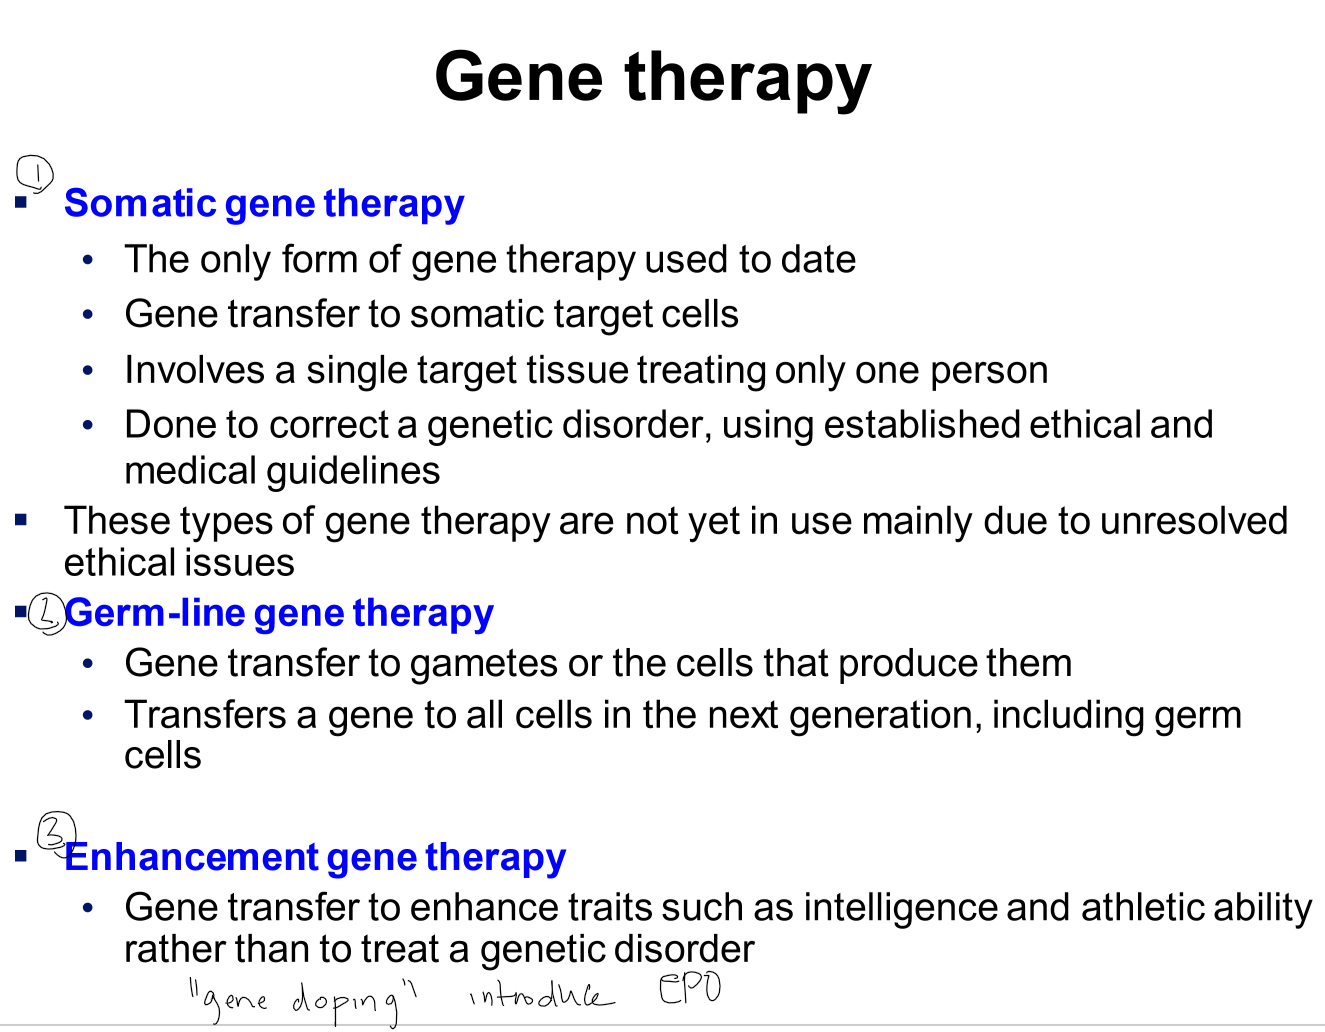 Gene therapy
1
▪ Somatic gene therapy
• The only form of gene therapy used to date
• Gene transfer to somatic target cells
• Involves a single target tissue treating only one person
• Done to correct a genetic disorder, using established ethical and
medical guidelines
▪ These types of gene therapy are not yet in use mainly due to unresolved
ethical issues
▪ 2 Germ-line gene therapy
• Gene transfer to gametes or the cells that produce them
• Transfers a gene to all cells in the next generation, including germ
cells
3
▪ Enhancement gene therapy
• Gene transfer to enhance traits such as intelligence and athletic ability
rather than to treat a genetic disorder
"gene doping" introduce EPO